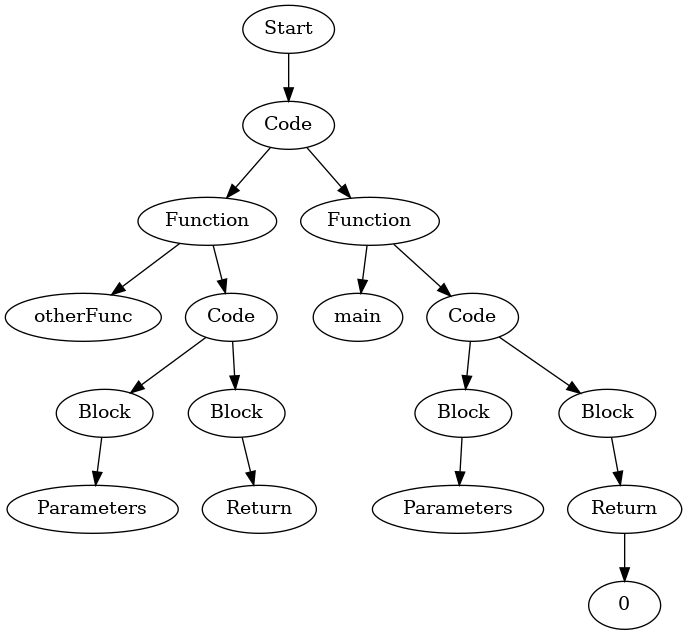 Start
Code
Function Function
otherFunc Code main Code
Block Block Block Block
Parameters Return Parameters Return
0